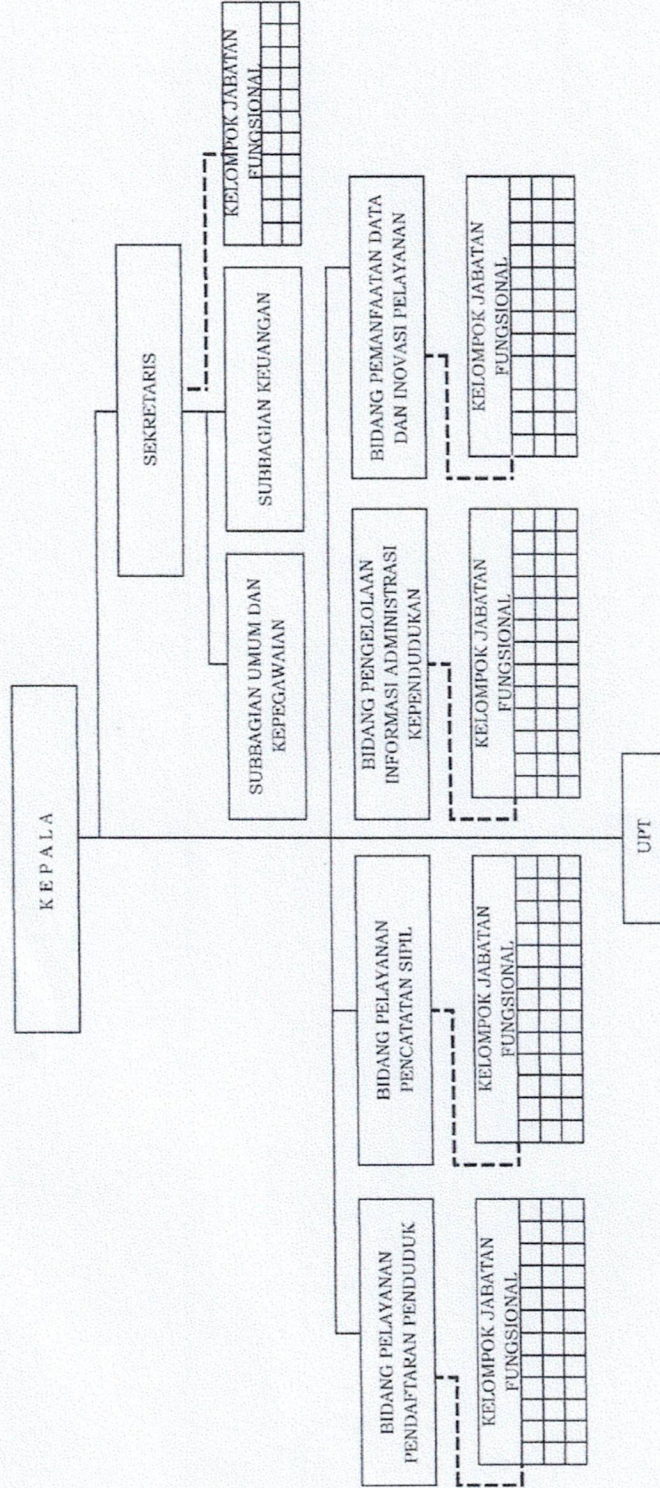 K E P A L A
SEKRETARIS
SUBBAGIAN UMUM DAN
KEPEGAWAIAN
SUBBAGIAN KEUANGAN
KELOMPOK JABATAN
FUNGSIONAL
BIDANG PELAYANAN
PENDAFTARAN PENDUDUK
BIDANG PELAYANAN
PENCATATAN SIPIL
BIDANG PENGELOLAAN
INFORMASI ADMINISTRASI
KEPENDUDUKAN
BIDANG PEMANFAATAN DATA
DAN INOVASI PELAYANAN
KELOMPOK JABATAN
FUNGSIONAL
KELOMPOK JABATAN
FUNGSIONAL
KELOMPOK JABATAN
FUNGSIONAL
KELOMPOK JABATAN
FUNGSIONAL
UPT